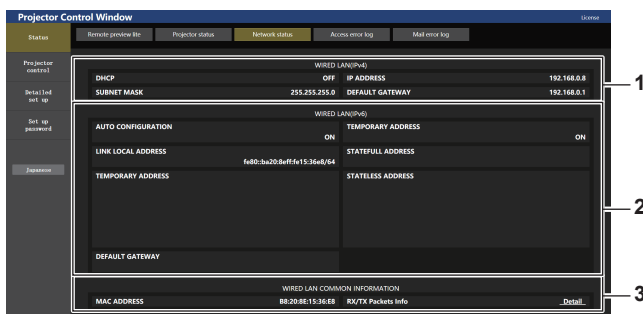 Projector Control Window
License
Status
Remote preview lite
Projector status
Network status
Access error log
Mail error log
Projector
control
Detailed
set up
Set up
password
Japanese
WIRED LAN(IPv4)
DHCP OFF IP ADDRESS 192.168.0.8
SUBNET MASK 255.255.255.0 DEFAULT GATEWAY 192.168.0.1
1
WIRED LAN(IPv6)
AUTO CONFIGURATION
ON
TEMPORARY ADDRESS
ON
LINK LOCAL ADDRESS
fe80::ba20:8eff:fe15:36e8/64
STATEFULL ADDRESS
TEMPORARY ADDRESS
STATELESS ADDRESS
DEFAULT GATEWAY
2
WIRED LAN COMMON INFORMATION
MAC ADDRESS B8:20:8E:15:36:E8 RX/TX Packets Info Detail
3